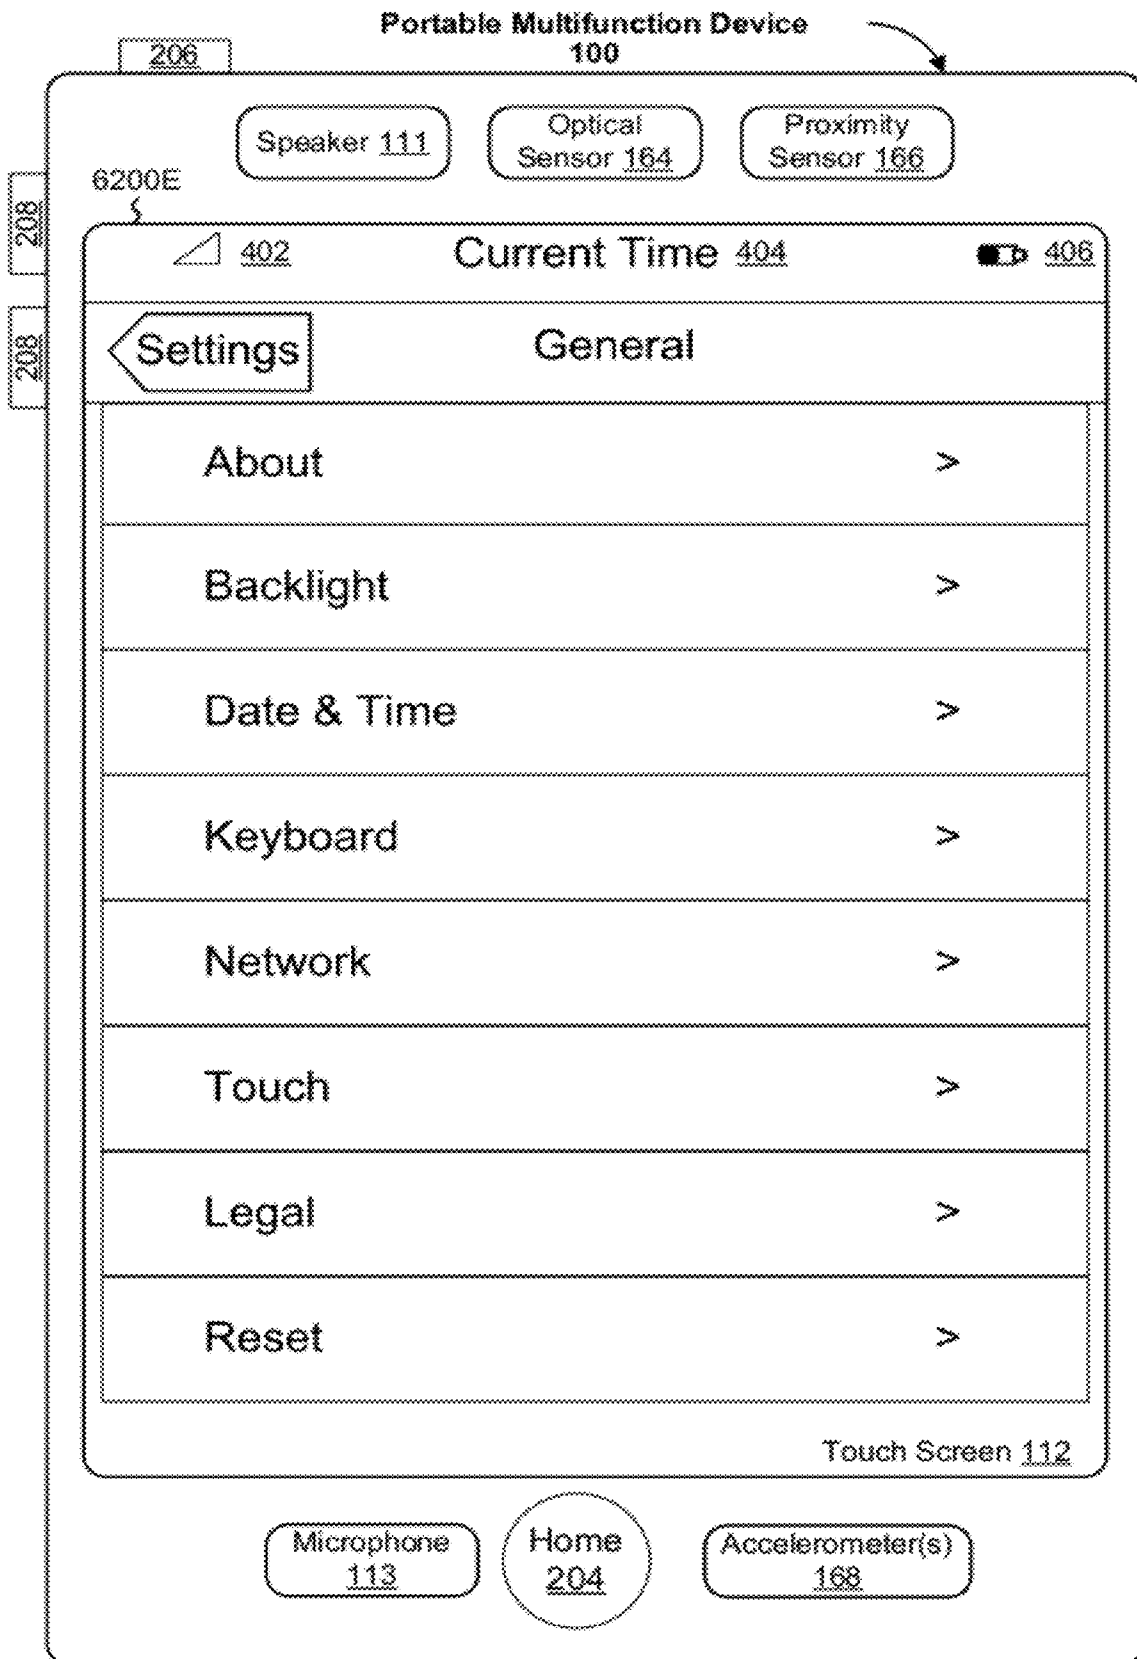 Portable Multifunction Device
100
206
Speaker 111
Optical
Sensor 164
Proximity
Sensor 166
6200E
208
208
402
Current Time 404
406
Settings
General
About >
Backlight >
Date & Time >
Keyboard >
Network >
Touch >
Legal >
Reset >
Touch Screen 112
Microphone
113
Home
204
Accelerometer(s)
168